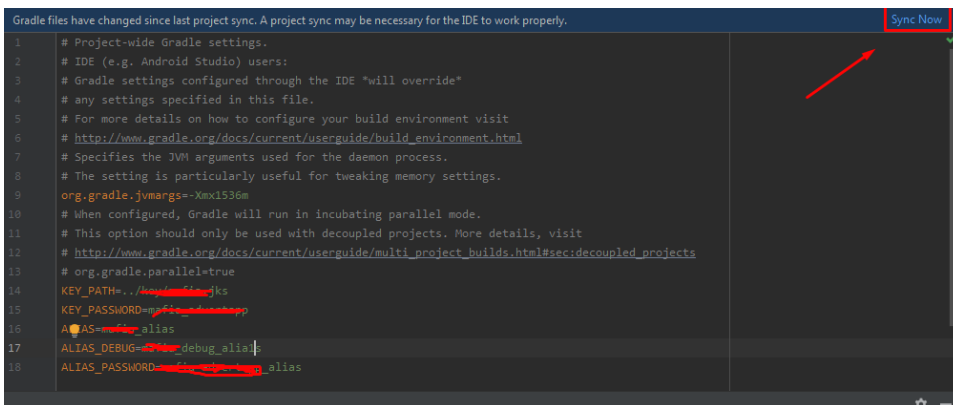 Gradle files have changed since last project sync. A project sync may be necessary for the IDE to work properly. Sync Now
1 # Project-wide Gradle settings.
2 # IDE (e.g. Android Studio) users:
3 # Gradle settings configured through the IDE *will override*
4 # any settings specified in this file.
5 # For more details on how to configure your build environment visit
6 # http://www.gradle.org/docs/current/userguide/build_environment.html
7 # Specifies the JVM arguments used for the daemon process.
8 # The setting is particularly useful for tweaking memory settings.
9 org.gradle.jvmargs=-Xmx1536m
10 # When configured, Gradle will run in incubating parallel mode.
11 # This option should only be used with decoupled projects. More details, visit
12 # http://www.gradle.org/docs/current/userguide/multi_project_builds.html#sec:decoupled_projects
13 # org.gradle.parallel=true
14 KEY_PATH=../ jks
15 KEY_PASSWORD=
16 ALIAS= _alias
17 ALIAS_DEBUG= _debug_alia1s
18 ALIAS_PASSWORD= _alias